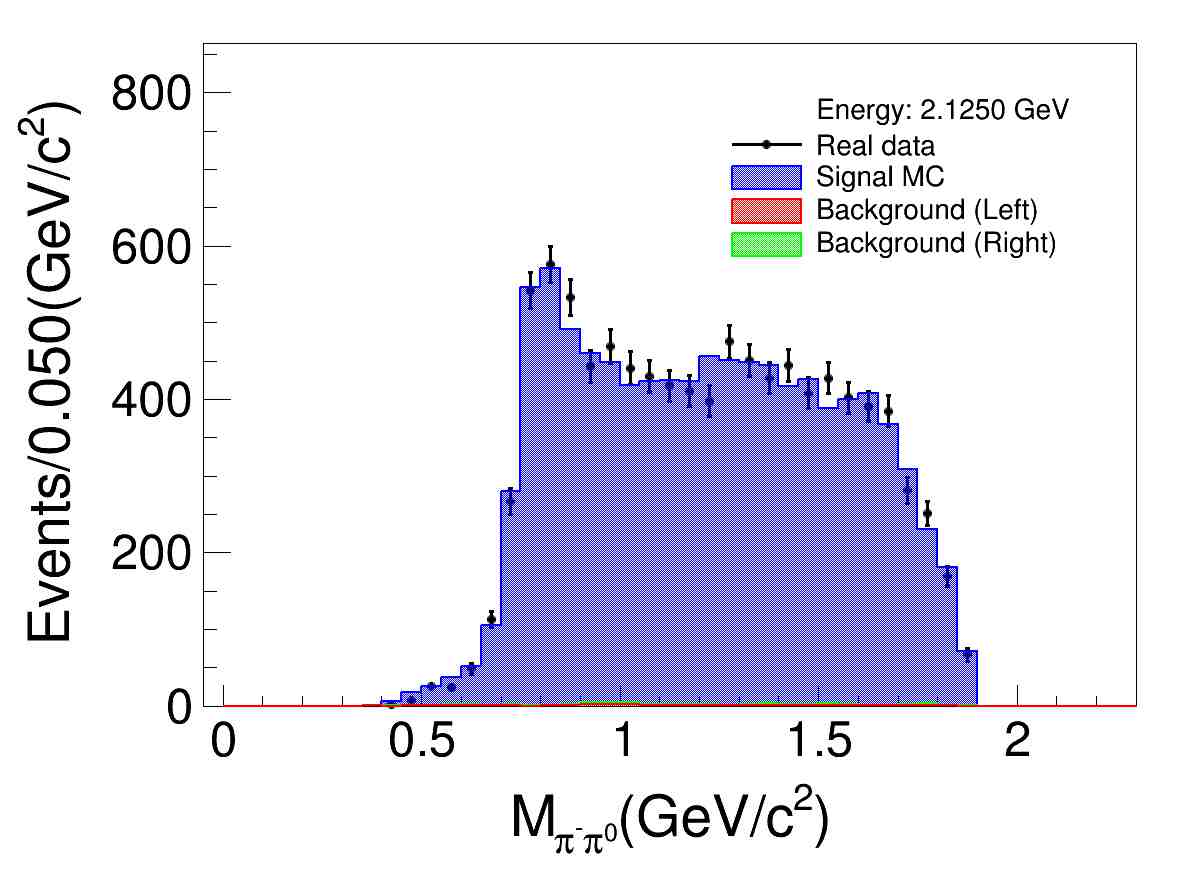 Energy: 2.1250 GeV
Real data
Signal MC
Background (Left)
Background (Right)
Events/0.050(GeV/c²)
800
600
400
200
0
0 0.5 1 1.5 2
M_π⁻π⁰(GeV/c²)